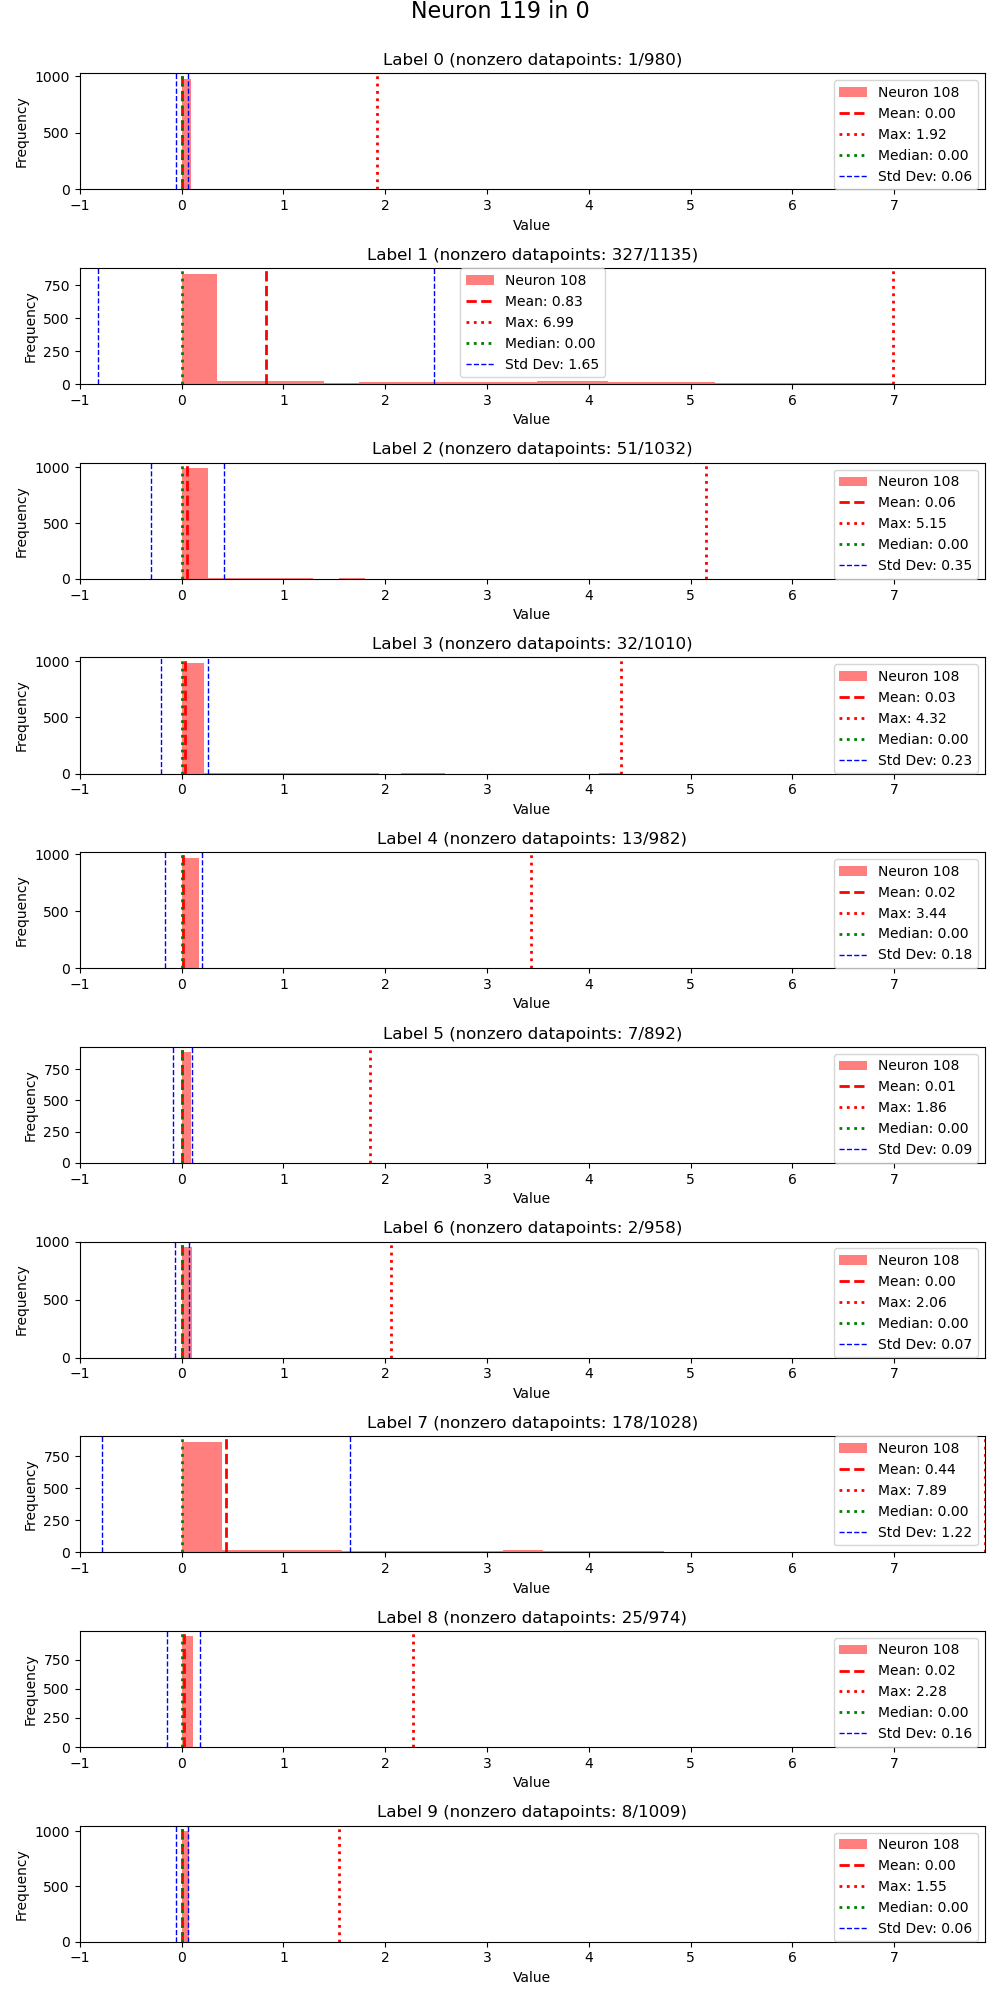 Neuron 119 in 0
Label 0 (nonzero datapoints: 1/980)
Frequency
1000
500
0
Neuron 108
Mean: 0.00
Max: 1.92
Median: 0.00
Std Dev: 0.06
−1 0 1 2 3 4 5 6 7
Value
Label 1 (nonzero datapoints: 327/1135)
Frequency
750
500
250
0
Neuron 108
Mean: 0.83
Max: 6.99
Median: 0.00
Std Dev: 1.65
−1 0 1 2 3 4 5 6 7
Value
Label 2 (nonzero datapoints: 51/1032)
Frequency
1000
500
0
Neuron 108
Mean: 0.06
Max: 5.15
Median: 0.00
Std Dev: 0.35
−1 0 1 2 3 4 5 6 7
Value
Label 3 (nonzero datapoints: 32/1010)
Frequency
1000
500
0
Neuron 108
Mean: 0.03
Max: 4.32
Median: 0.00
Std Dev: 0.23
−1 0 1 2 3 4 5 6 7
Value
Label 4 (nonzero datapoints: 13/982)
Frequency
1000
500
0
Neuron 108
Mean: 0.02
Max: 3.44
Median: 0.00
Std Dev: 0.18
−1 0 1 2 3 4 5 6 7
Value
Label 5 (nonzero datapoints: 7/892)
Frequency
750
500
250
0
Neuron 108
Mean: 0.01
Max: 1.86
Median: 0.00
Std Dev: 0.09
−1 0 1 2 3 4 5 6 7
Value
Label 6 (nonzero datapoints: 2/958)
Frequency
1000
500
0
Neuron 108
Mean: 0.00
Max: 2.06
Median: 0.00
Std Dev: 0.07
−1 0 1 2 3 4 5 6 7
Value
Label 7 (nonzero datapoints: 178/1028)
Frequency
750
500
250
0
Neuron 108
Mean: 0.44
Max: 7.89
Median: 0.00
Std Dev: 1.22
−1 0 1 2 3 4 5 6 7
Value
Label 8 (nonzero datapoints: 25/974)
Frequency
750
500
250
0
Neuron 108
Mean: 0.02
Max: 2.28
Median: 0.00
Std Dev: 0.16
−1 0 1 2 3 4 5 6 7
Value
Label 9 (nonzero datapoints: 8/1009)
Frequency
1000
500
0
Neuron 108
Mean: 0.00
Max: 1.55
Median: 0.00
Std Dev: 0.06
−1 0 1 2 3 4 5 6 7
Value